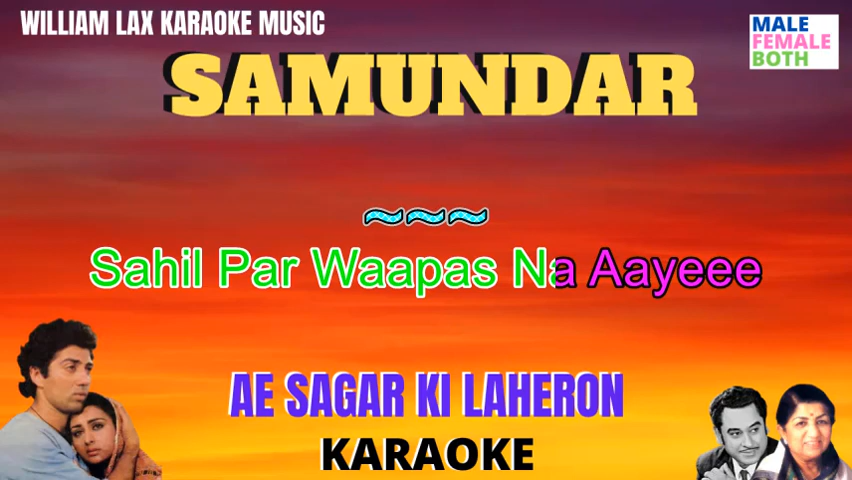 WILLIAM LAX KARAOKE MUSIC
MALE
FEMALE
BOTH
SAMUNDAR
~~~
Sahil Par Waapas Na Aayeee
AE SAGAR KI LAHERON
KARAOKE